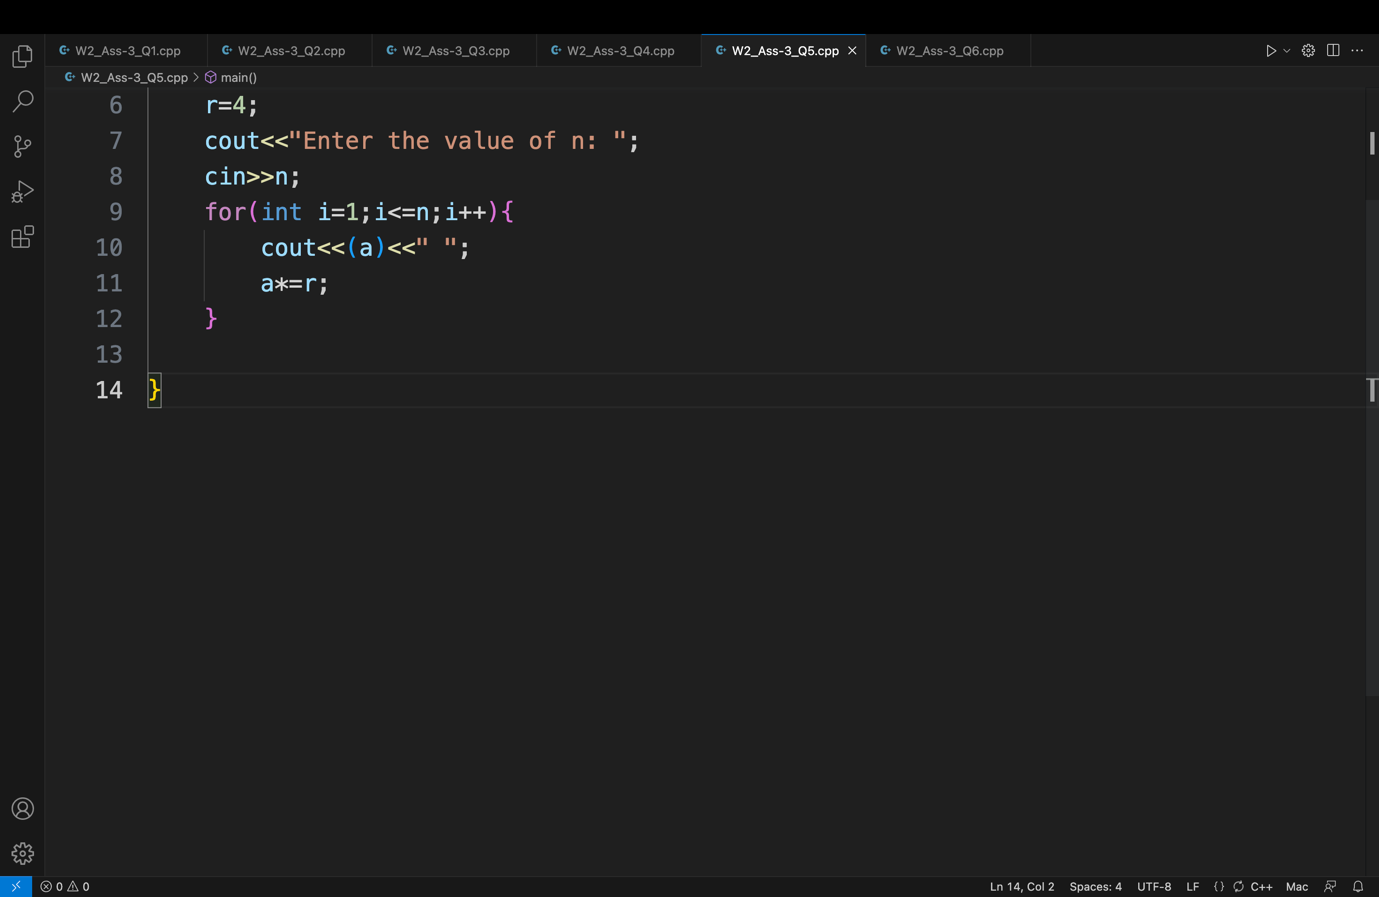 W2_Ass-3_Q1.cpp W2_Ass-3_Q2.cpp W2_Ass-3_Q3.cpp W2_Ass-3_Q4.cpp W2_Ass-3_Q5.cpp W2_Ass-3_Q6.cpp
W2_Ass-3_Q5.cpp > main()
6 r=4;
7 cout<<"Enter the value of n: ";
8 cin>>n;
9 for(int i=1;i<=n;i++){
10 cout<<(a)<<" ";
11 a*=r;
12 }
13
14 }
0 0 Ln 14, Col 2 Spaces: 4 UTF-8 LF {} C++ Mac